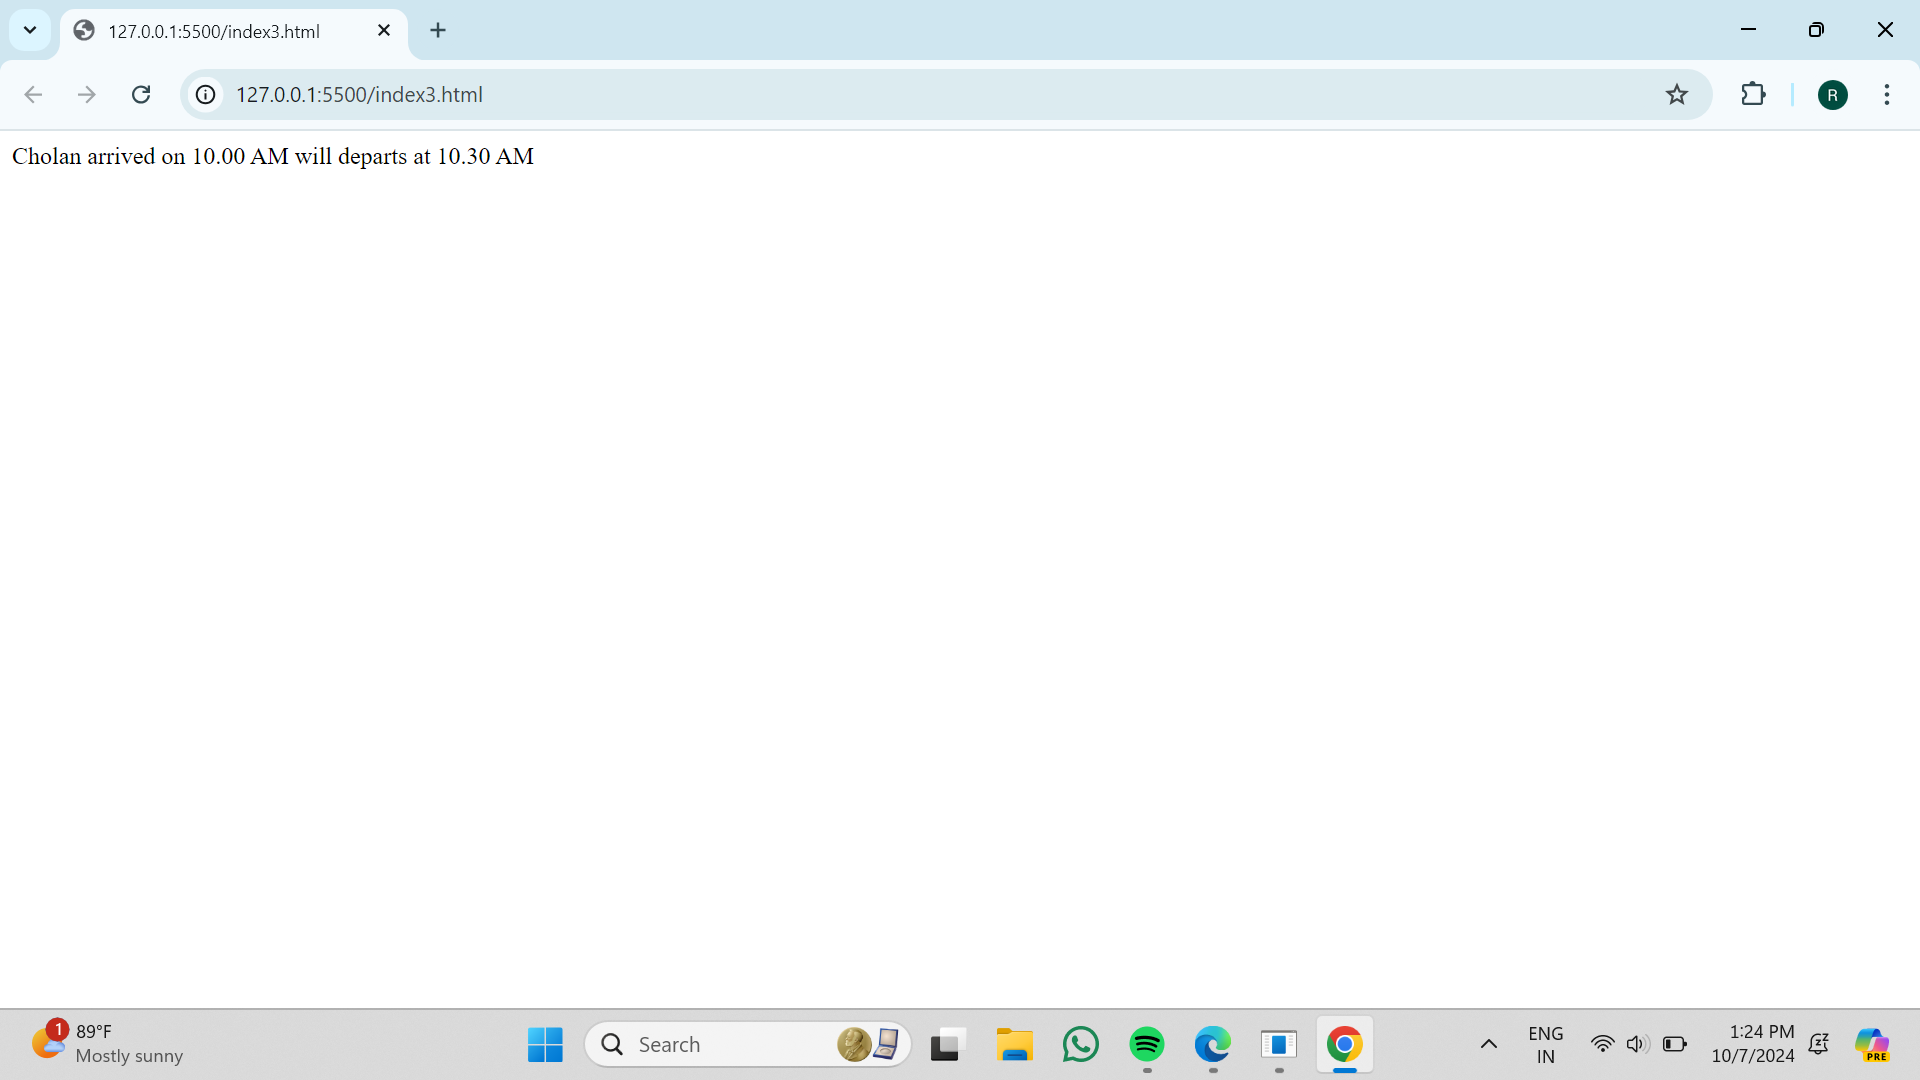 127.0.0.1:5500/index3.html
127.0.0.1:5500/index3.html
R
Cholan arrived on 10.00 AM will departs at 10.30 AM
1
89°F
Mostly sunny
Search
ENG
IN
1:24 PM
10/7/2024
PRE